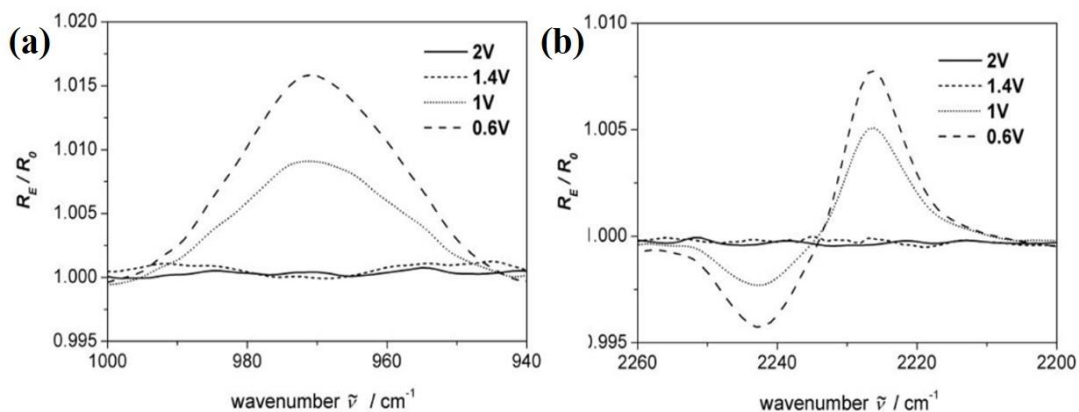 (a)
1.020
1.015
1.010
1.005
1.000
0.995
R_E / R_0
2V
1.4V
1V
0.6V
1000
980
960
940
wavenumber ṽ / cm⁻¹
(b)
1.010
1.005
1.000
0.995
R_E / R_0
2V
1.4V
1V
0.6V
2260
2240
2220
2200
wavenumber ṽ / cm⁻¹